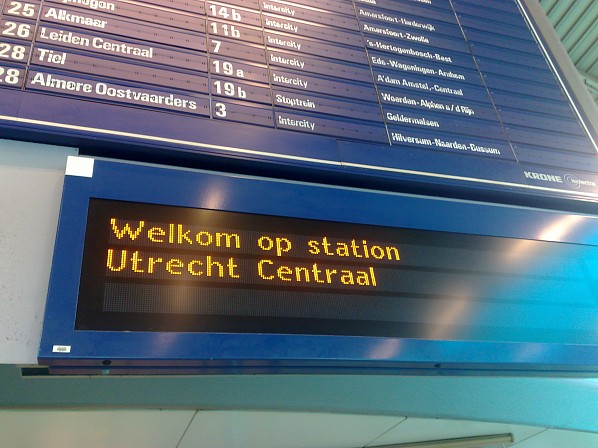 14b Intercity Amersfoort-Harderwijk
25 Alkmaar 11b Intercity Amersfoort-Zwolle
26 Leiden Centraal 7 Intercity 's-Hertogenbosch-Best
28 Tiel 19a Intercity Ede-Wageningen-Arnhem
28 Almere Oostvaarders 19b Intercity A'dam Amstel,-Centraal
3 Stoptrein Woerden-Alphen a/d Rijn
Intercity Geldermalsen
Hilversum-Naarden-Bussum
KRONE
Welkom op station
Utrecht Centraal